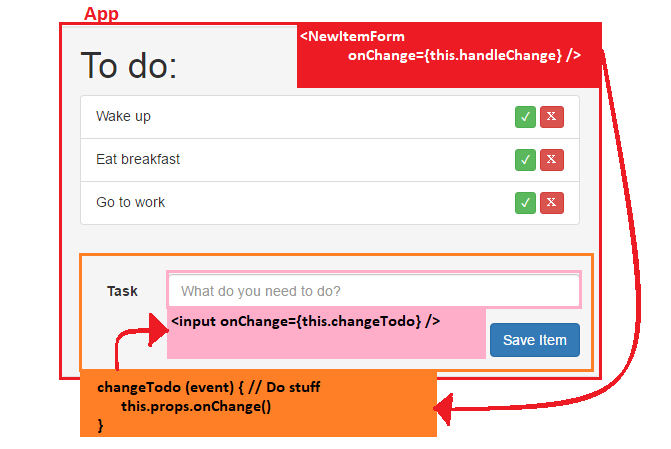 App
<NewItemForm
onChange={this.handleChange} />
To do:
Wake up
✓ X
Eat breakfast
✓ X
Go to work
✓ X
Task
What do you need to do?
<input onChange={this.changeTodo} />
Save Item
changeTodo (event) { // Do stuff
this.props.onChange()
}